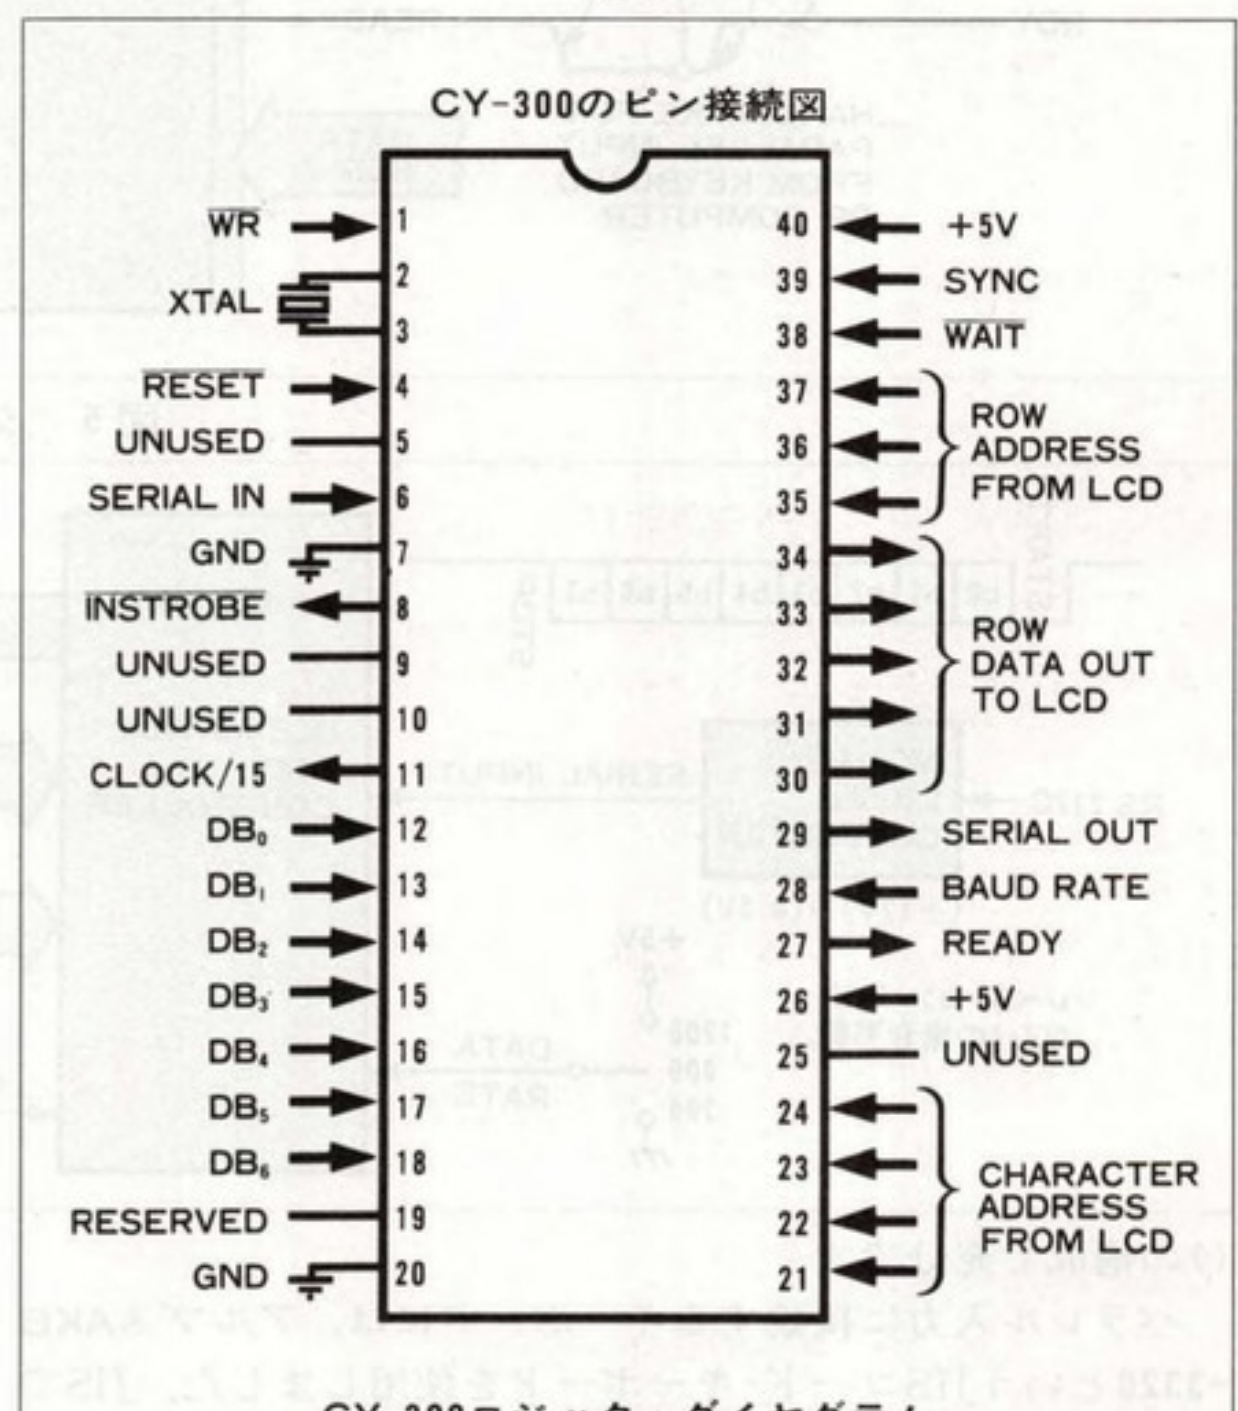 CY-300のピン接続図
W̅R̅ 1
XTAL 2
3
R̅E̅S̅E̅T̅ 4
UNUSED 5
SERIAL IN 6
GND 7
I̅N̅S̅T̅R̅O̅B̅E̅ 8
UNUSED 9
UNUSED 10
CLOCK/15 11
DB₀ 12
DB₁ 13
DB₂ 14
DB₃ 15
DB₄ 16
DB₅ 17
DB₆ 18
RESERVED 19
GND 20
40 +5V
39 SYNC
38 W̅A̅I̅T̅
37
36
35
ROW
ADDRESS
FROM LCD
34
33
32
31
30
ROW
DATA OUT
TO LCD
29 SERIAL OUT
28 BAUD RATE
27 READY
26 +5V
25 UNUSED
24
23
22
21
CHARACTER
ADDRESS
FROM LCD